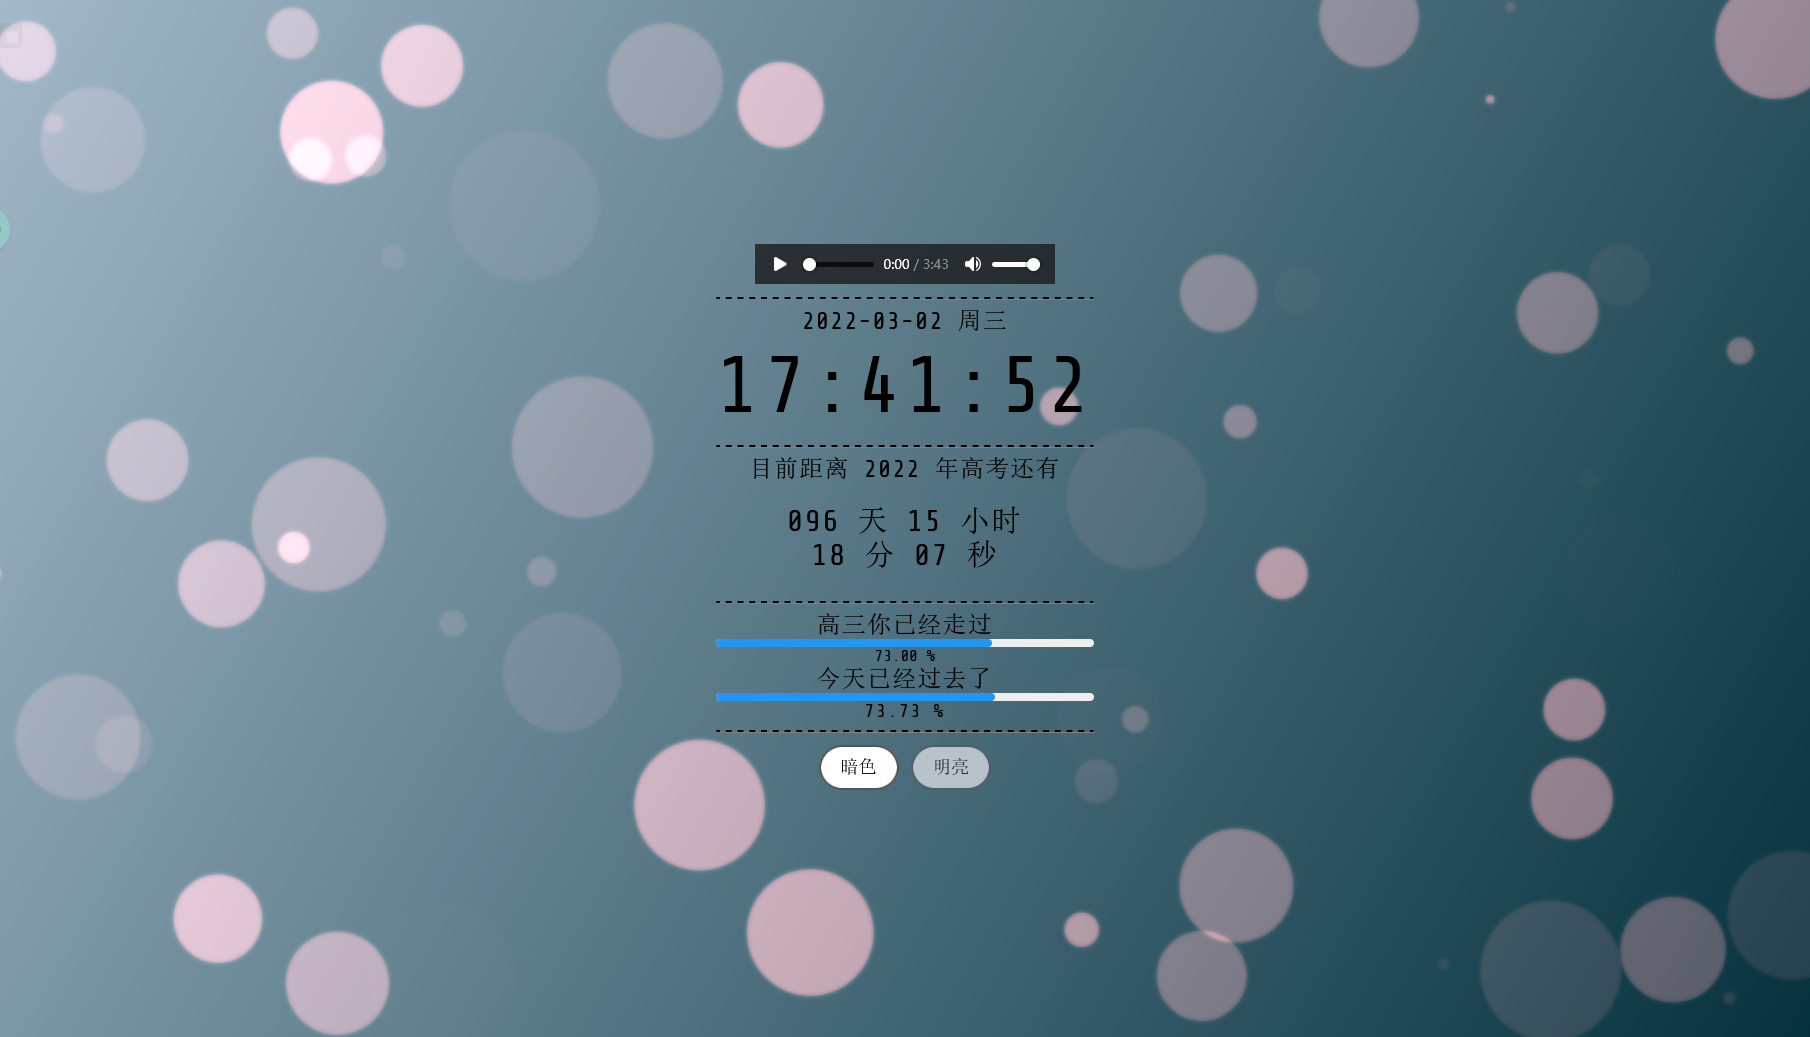 0:00 / 3:43
2022-03-02 周三
17:41:52
目前距离 2022 年高考还有
096 天 15 小时
18 分 07 秒
高三你已经走过
73.00 %
今天已经过去了
73.73 %
暗色 明亮